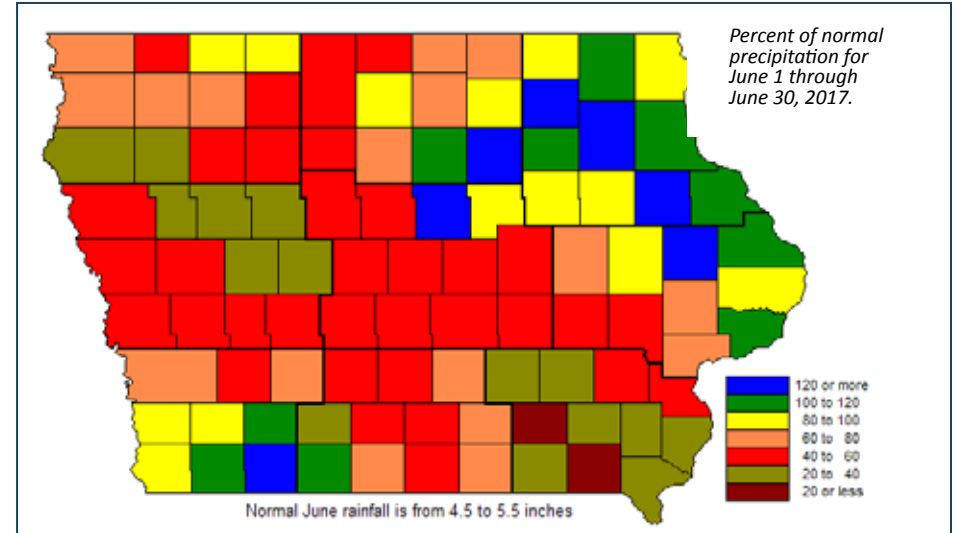 Percent of normal
precipitation for
June 1 through
June 30, 2017.
120 or more
100 to 120
80 to 100
60 to 80
40 to 60
20 to 40
20 or less
Normal June rainfall is from 4.5 to 5.5 inches